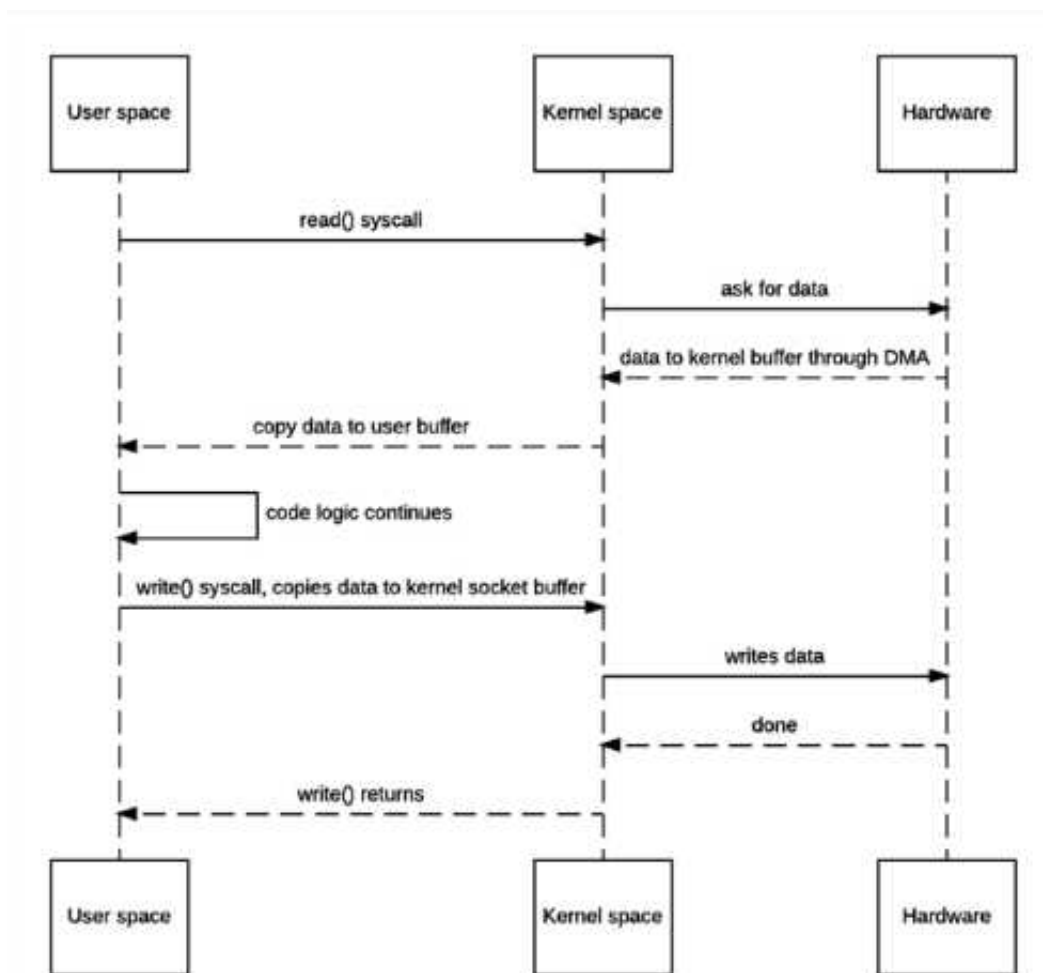 User space
Kernel space
Hardware
read() syscall
ask for data
data to kernel buffer through DMA
copy data to user buffer
code logic continues
write() syscall, copies data to kernel socket buffer
writes data
done
write() returns
User space
Kernel space
Hardware